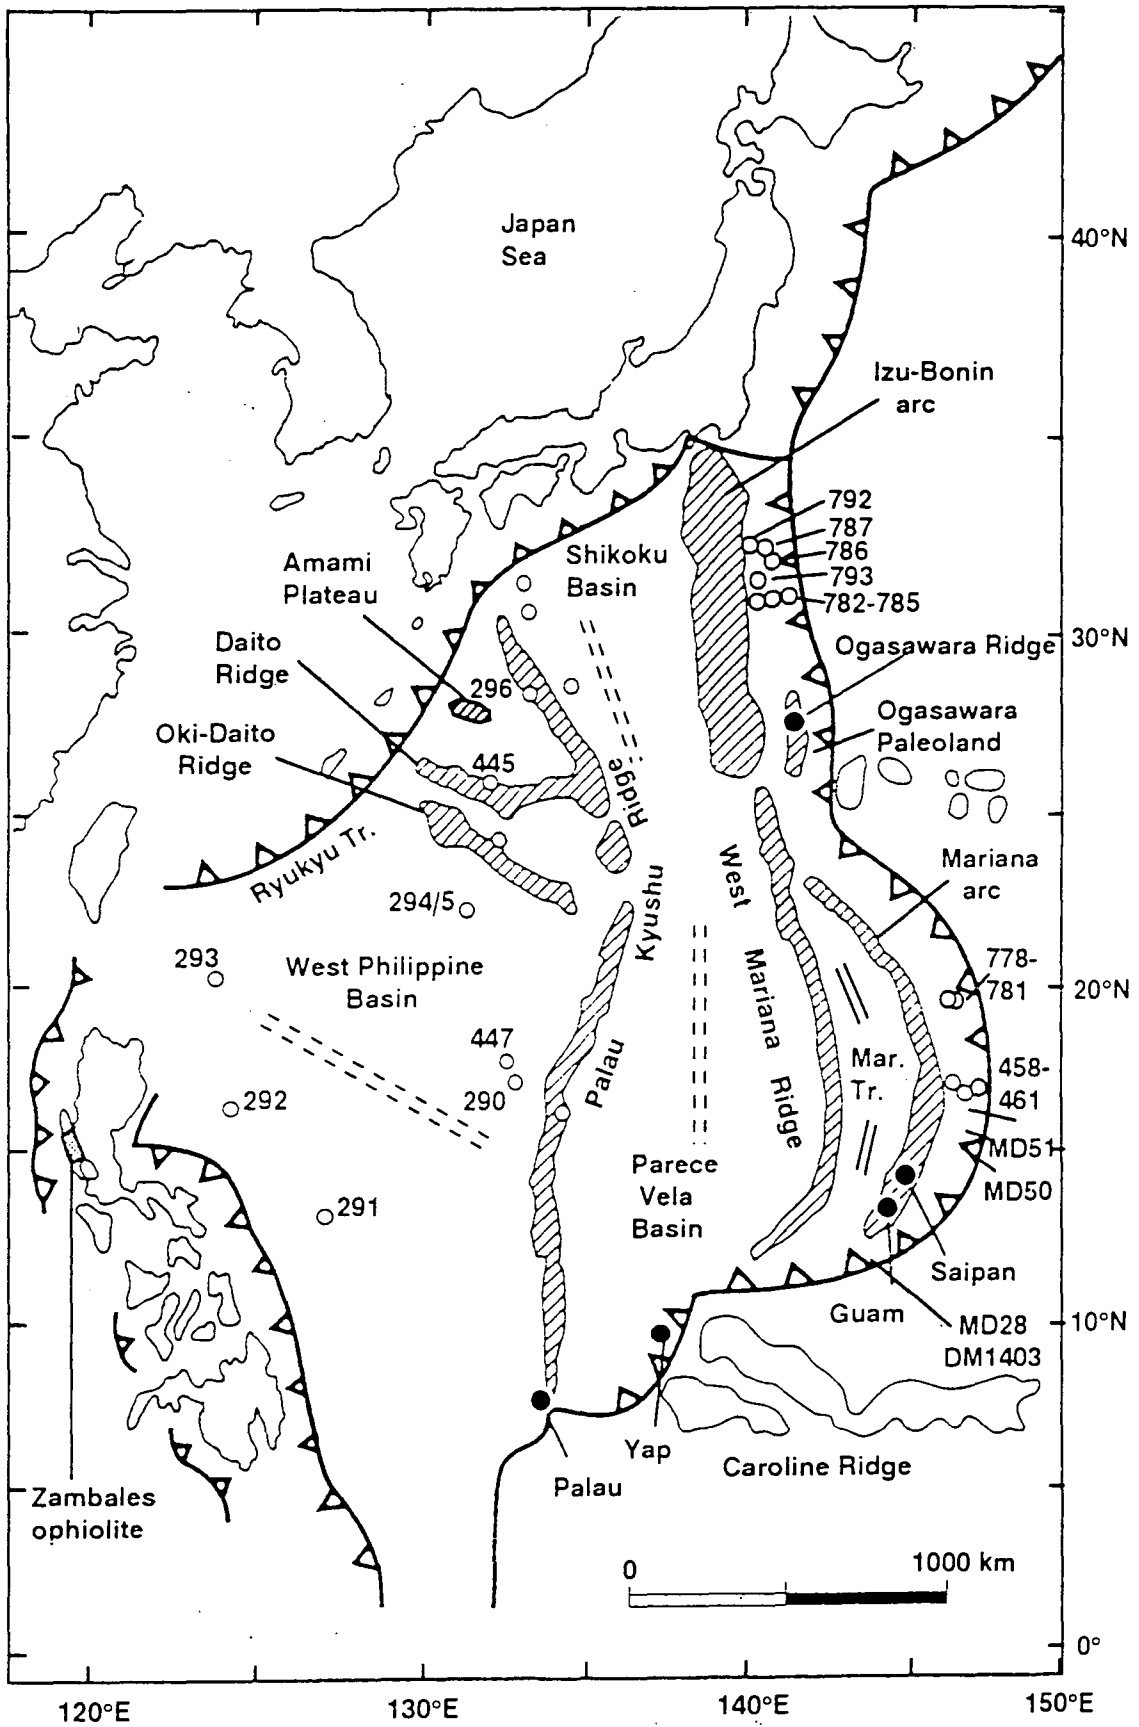 Japan
Sea
40°N
Izu-Bonin
arc
792
787
786
793
782-785
Shikoku
Basin
Amami
Plateau
Daito
Ridge
30°N
Ogasawara Ridge
296
Ogasawara
Paleoland
Oki-Daito
Ridge
445
Ridge
Ryukyu Tr.
West
Mariana
arc
294/5
Kyushu
293
West Philippine
Basin
Mariana
778-
781
20°N
447
Palau
Mar.
Tr.
458-
461
292
290
Ridge
MD51
Parece
Vela
Basin
MD50
291
Saipan
Guam
MD28
DM1403
10°N
Yap
Caroline Ridge
Palau
Zambales
ophiolite
0
1000 km
0°
120°E
130°E
140°E
150°E